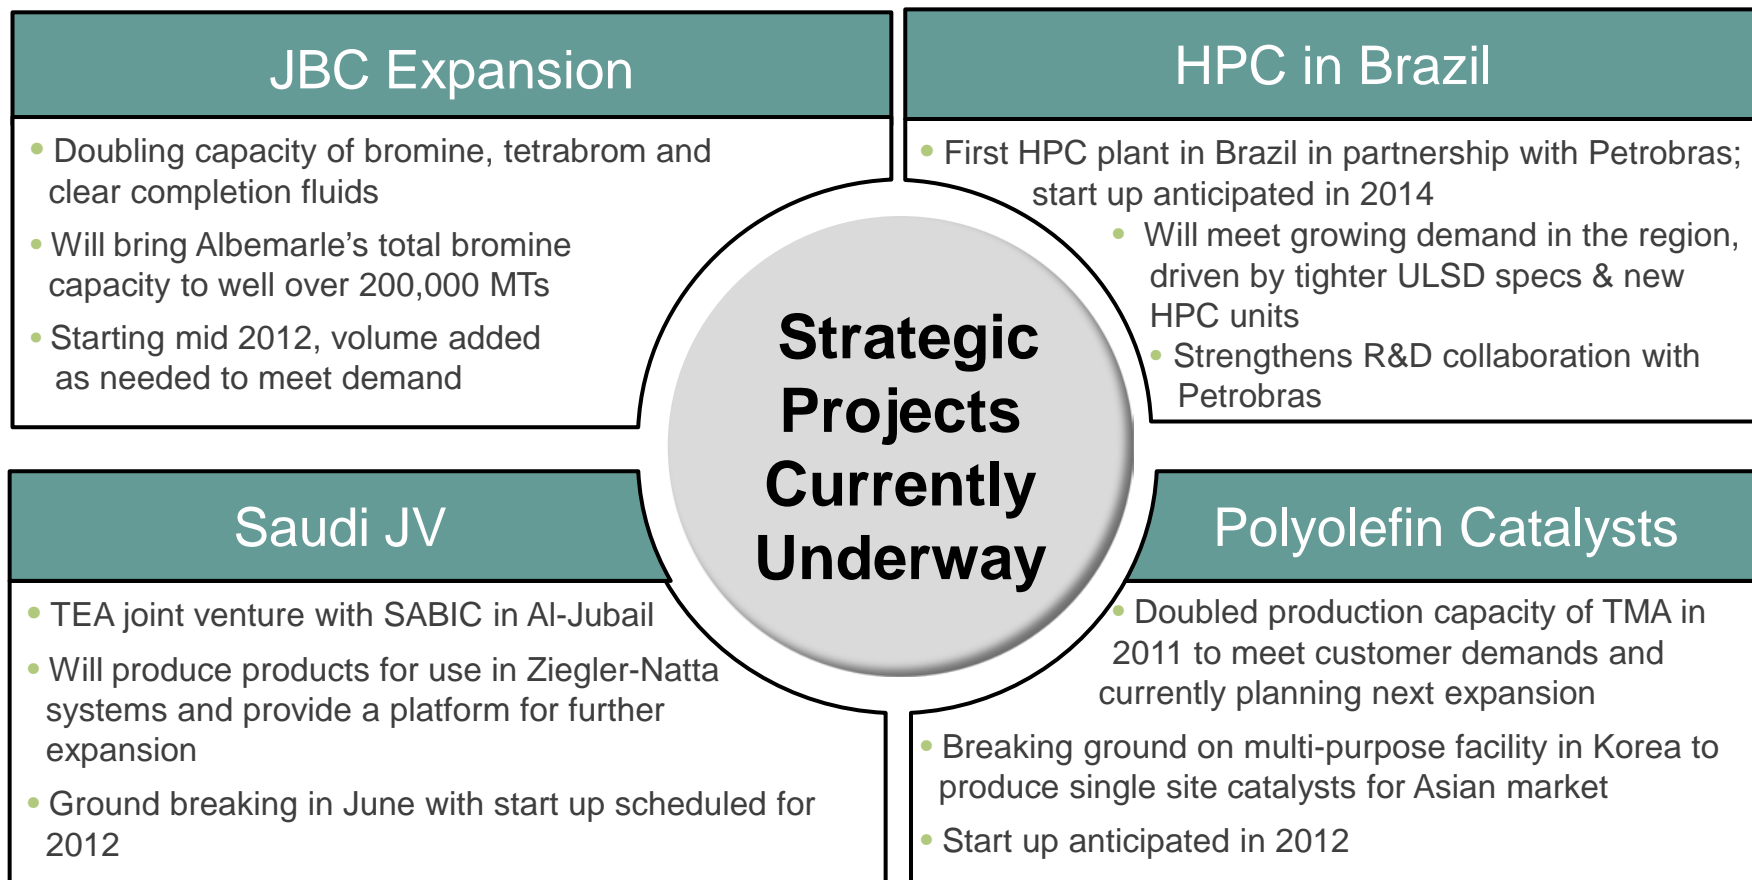 JBC Expansion
• Doubling capacity of bromine, tetrabrom and
clear completion fluids
• Will bring Albemarle’s total bromine
capacity to well over 200,000 MTs
• Starting mid 2012, volume added
as needed to meet demand
HPC in Brazil
• First HPC plant in Brazil in partnership with Petrobras;
start up anticipated in 2014
• Will meet growing demand in the region,
driven by tighter ULSD specs & new
HPC units
• Strengthens R&D collaboration with
Petrobras
Strategic
Projects
Currently
Underway
Saudi JV
• TEA joint venture with SABIC in Al-Jubail
• Will produce products for use in Ziegler-Natta
systems and provide a platform for further
expansion
• Ground breaking in June with start up scheduled for
2012
Polyolefin Catalysts
• Doubled production capacity of TMA in
2011 to meet customer demands and
currently planning next expansion
• Breaking ground on multi-purpose facility in Korea to
produce single site catalysts for Asian market
• Start up anticipated in 2012